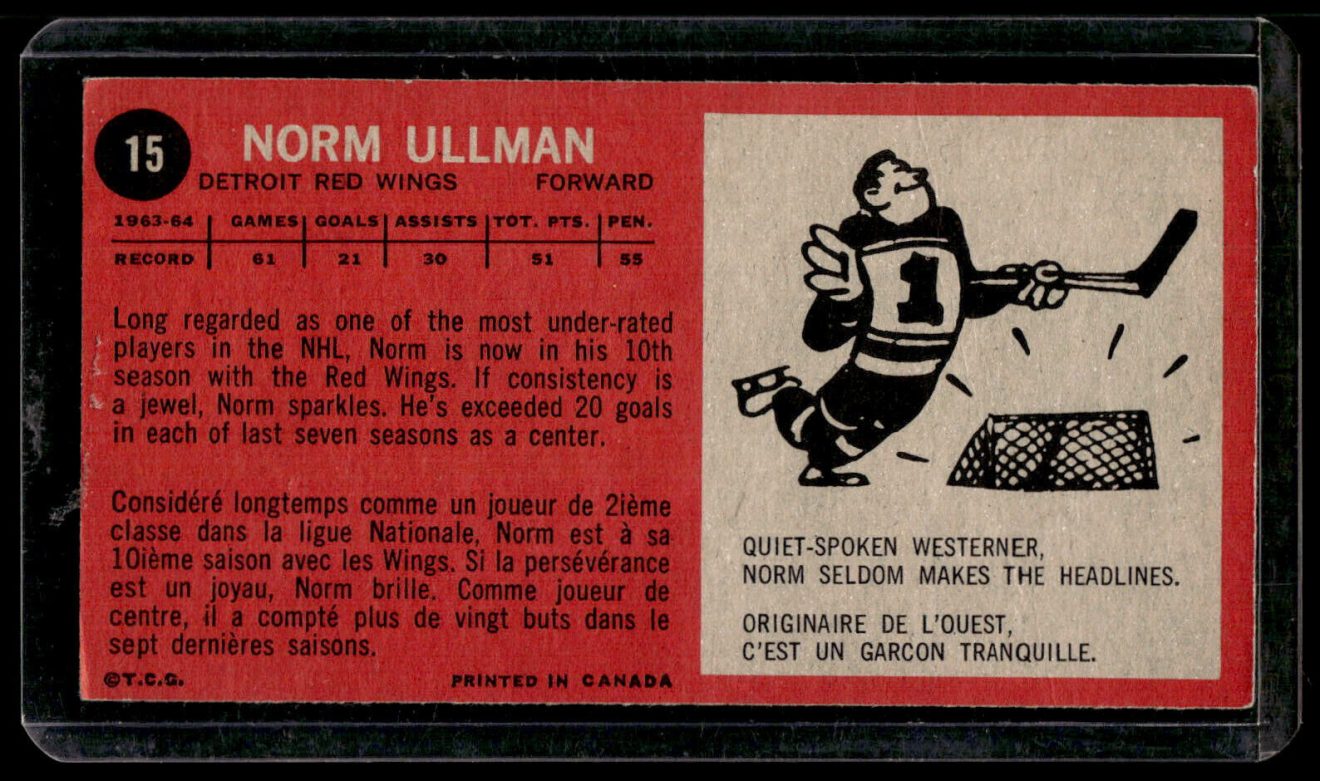 15
NORM ULLMAN
DETROIT RED WINGS FORWARD
1963-64 GAMES GOALS ASSISTS TOT. PTS. PEN.
RECORD 61 21 30 51 55
Long regarded as one of the most under-rated
players in the NHL, Norm is now in his 10th
season with the Red Wings. If consistency is
a jewel, Norm sparkles. He's exceeded 20 goals
in each of last seven seasons as a center.
Considéré longtemps comme un joueur de 2ième
classe dans la ligue Nationale, Norm est à sa
10ième saison avec les Wings. Si la persévérance
est un joyau, Norm brille. Comme joueur de
centre, il a compté plus de vingt buts dans le
sept dernières saisons.
©T.C.G. PRINTED IN CANADA
1
QUIET-SPOKEN WESTERNER,
NORM SELDOM MAKES THE HEADLINES.
ORIGINAIRE DE L'OUEST,
C'EST UN GARCON TRANQUILLE.